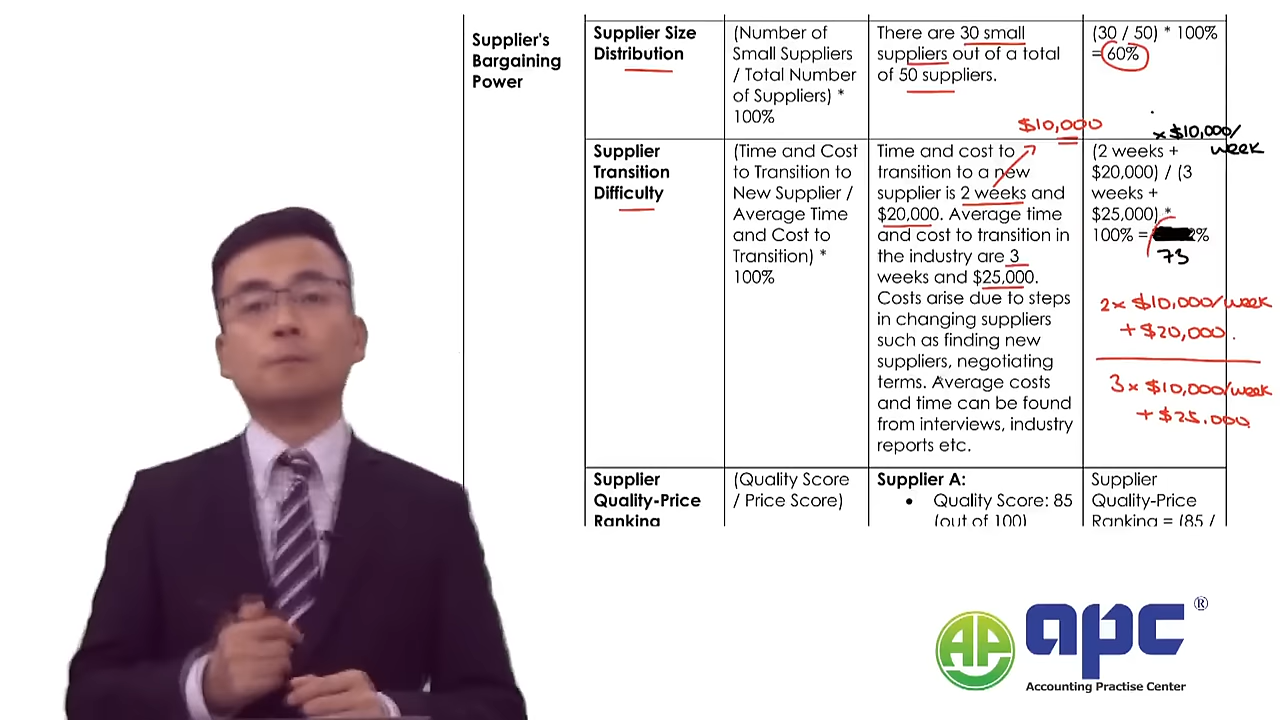 Supplier's
Bargaining
Power
Supplier Size
Distribution
(Number of
Small Suppliers
/ Total Number
of Suppliers) *
100%
There are 30 small
suppliers out of a total
of 50 suppliers.
(30 / 50) * 100%
= 60%
$10,000
x $10,000/
week
Supplier
Transition
Difficulty
(Time and Cost
to Transition to
New Supplier /
Average Time
and Cost to
Transition) *
100%
Time and cost to
transition to a new
supplier is 2 weeks and
$20,000. Average time
and cost to transition in
the industry are 3
weeks and $25,000.
Costs arise due to steps
in changing suppliers
such as finding new
suppliers, negotiating
terms. Average costs
and time can be found
from interviews, industry
reports etc.
(2 weeks +
$20,000) / (3
weeks +
$25,000) *
100% = 2%
73
2 x $10,000/week
+ $20,000
3 x $10,000/week
+ $25.000
Supplier
Quality-Price
Ranking
(Quality Score
/ Price Score)
Supplier A:
• Quality Score: 85
(out of 100)
Supplier
Quality-Price
Ranking = (85 /
AP apc ®
Accounting Practise Center